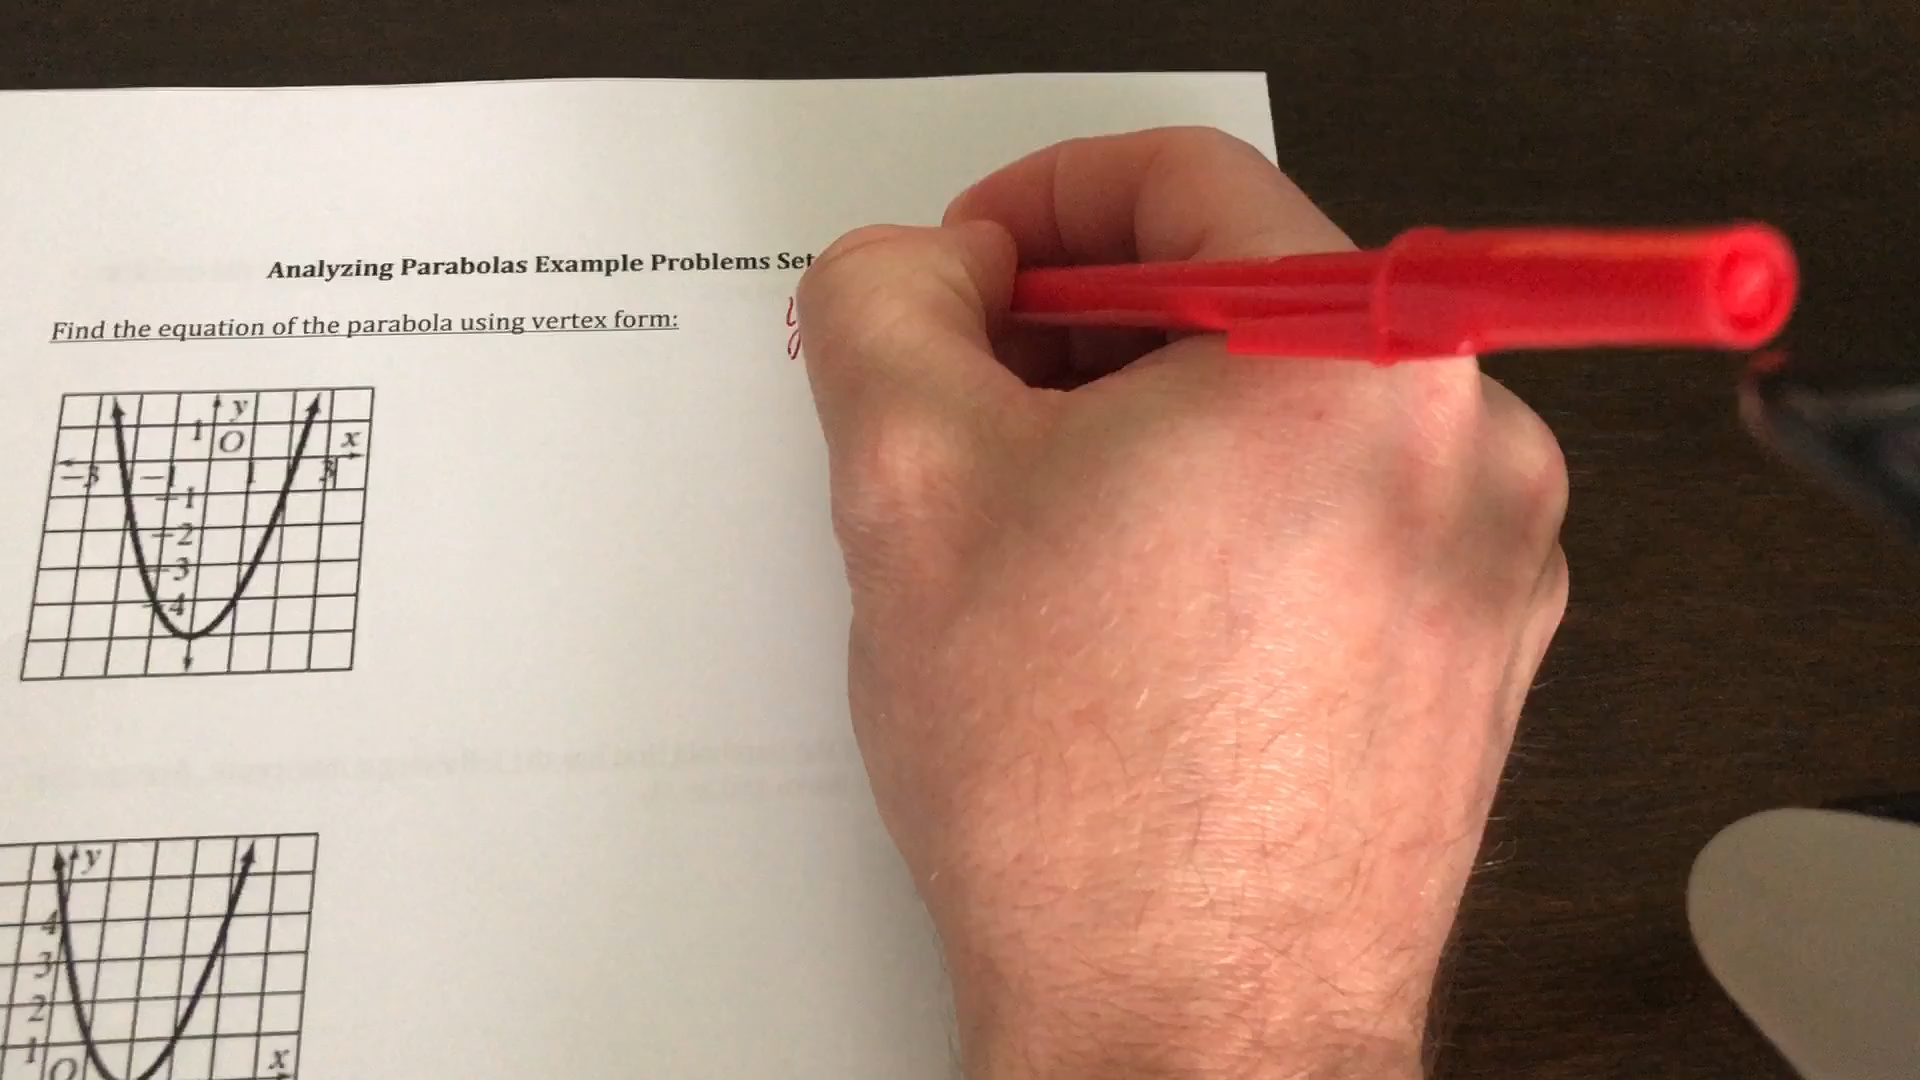 Analyzing Parabolas Example Problems Set
Find the equation of the parabola using vertex form:
y
y
1
O
x
-3
-1
1
3
-1
-2
-3
-4
y
4
3
2
1
O
x